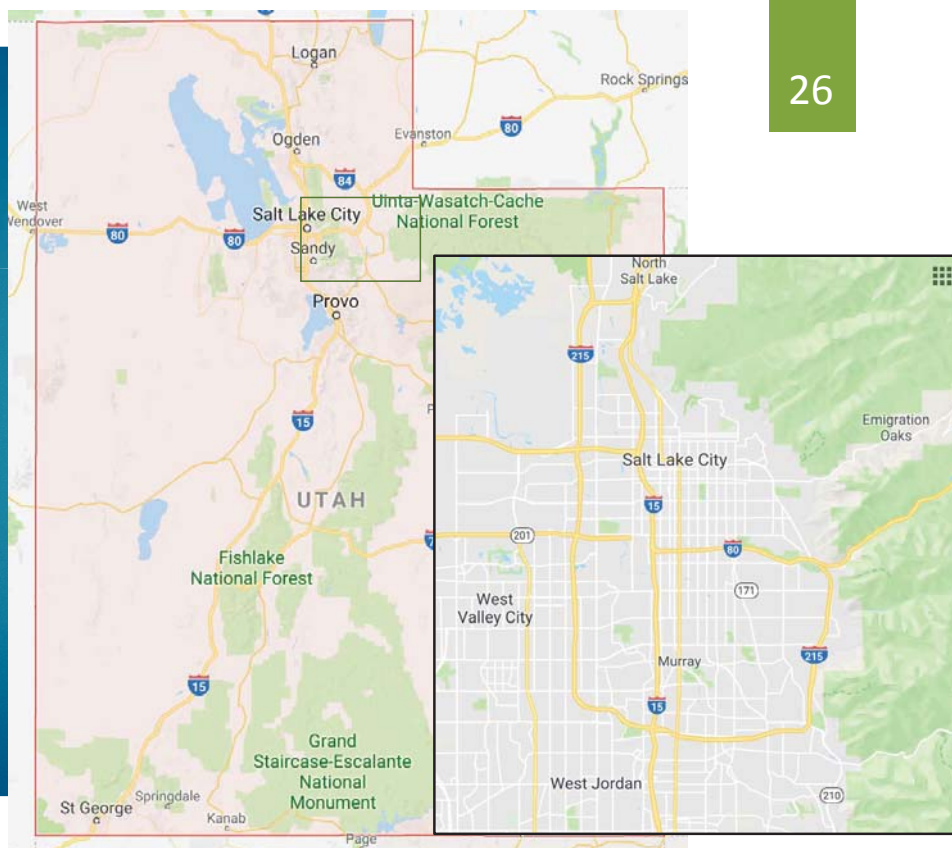 26
Logan
Rock Springs
Ogden
Evanston
80
84
West
Wendover
Salt Lake City
Uinta-Wasatch-Cache
National Forest
80
80
Sandy
Provo
15
UTAH
Fishlake
National Forest
15
Grand
Staircase-Escalante
National
Monument
St George
Springdale
Kanab
Page
North
Salt Lake
215
Emigration
Oaks
Salt Lake City
15
201
80
171
West
Valley City
Murray
215
15
West Jordan
210